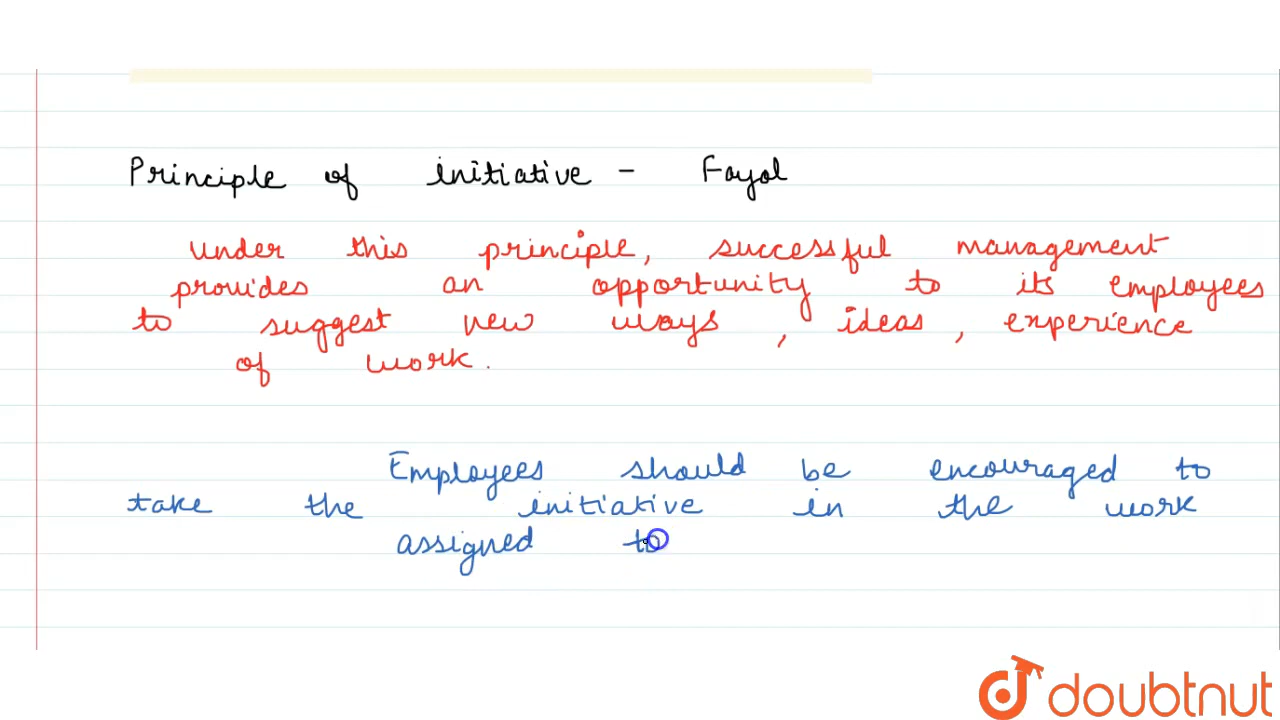 Principle of initiative - Fayol
under this principle, successful management
provides an opportunity to its employees
to suggest new ways, ideas, experience
of work.
Employees should be encouraged to
take the initiative in the work
assigned to
doubtnut